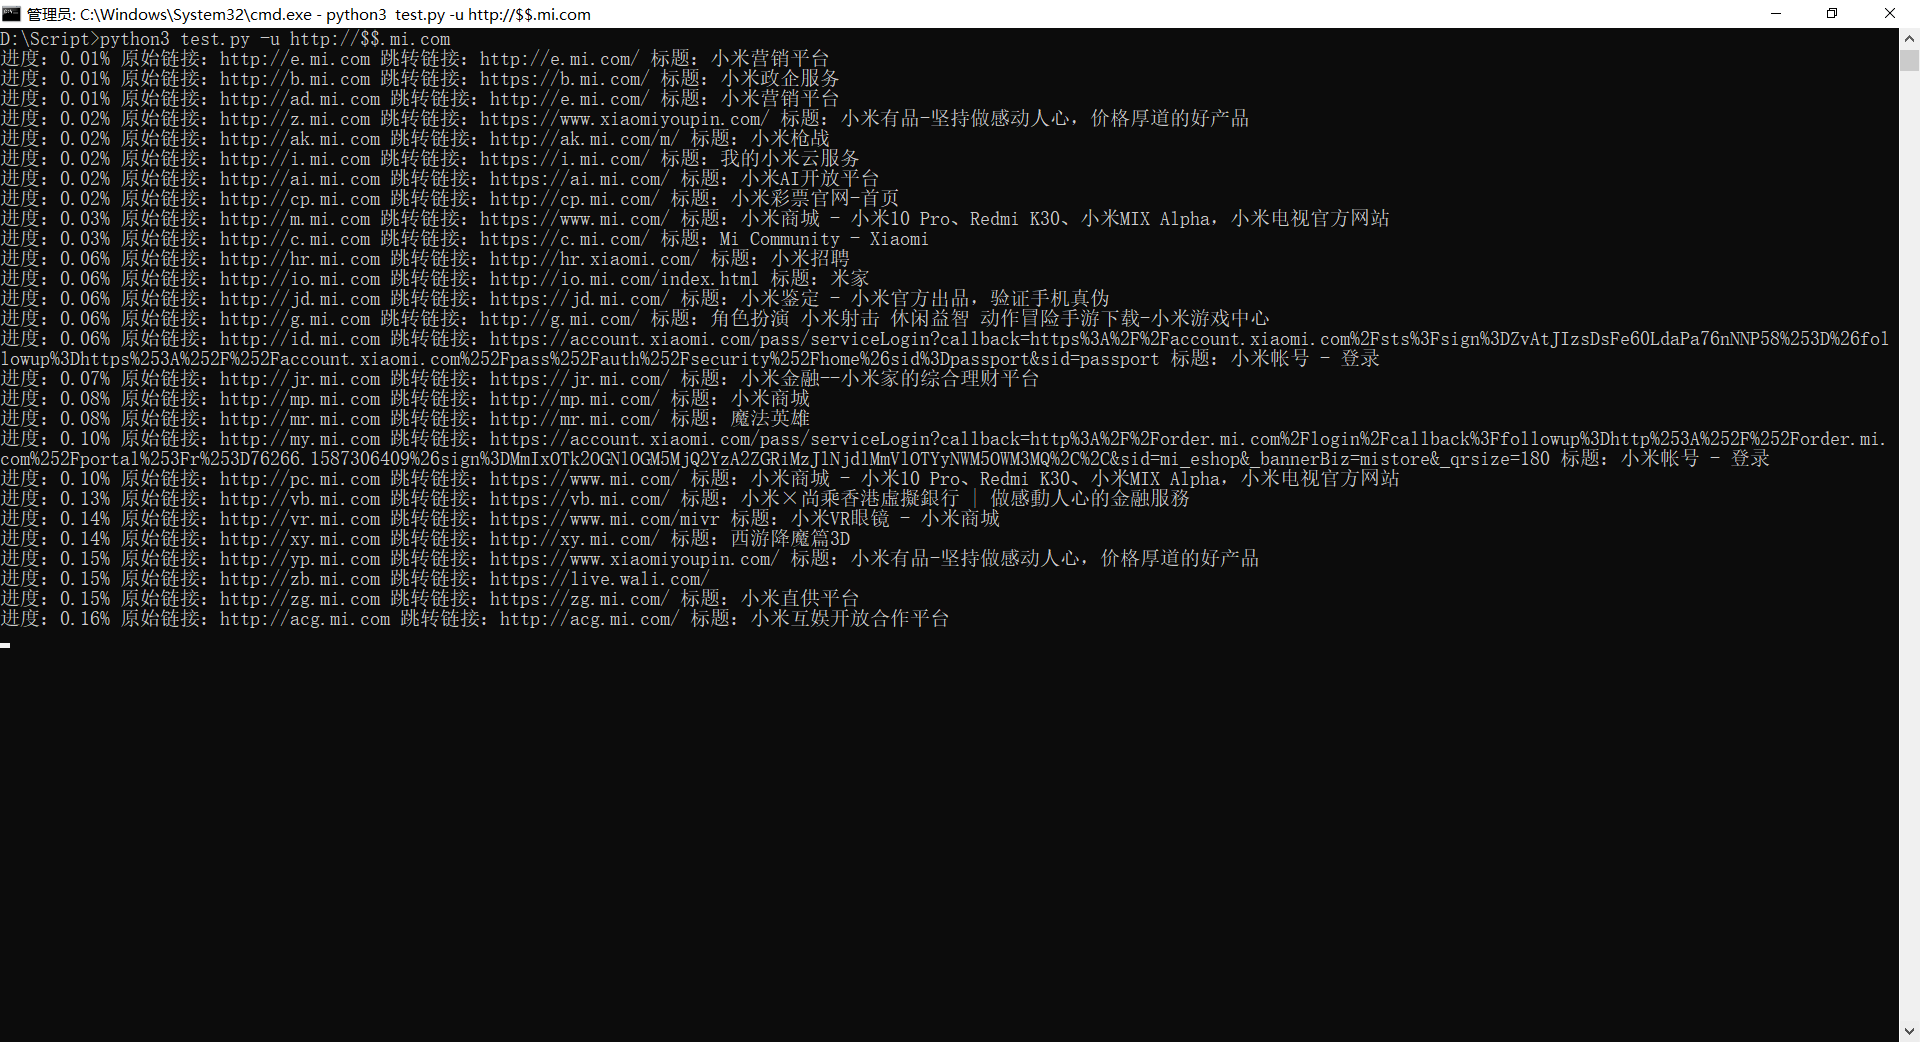 管理员: C:\Windows\System32\cmd.exe - python3  test.py -u http://$$.mi.com
D:\Script>python3 test.py -u http://$$.mi.com
进度：0.01% 原始链接：http://e.mi.com 跳转链接：http://e.mi.com/ 标题：小米营销平台
进度：0.01% 原始链接：http://b.mi.com 跳转链接：https://b.mi.com/ 标题：小米政企服务
进度：0.01% 原始链接：http://ad.mi.com 跳转链接：http://e.mi.com/ 标题：小米营销平台
进度：0.02% 原始链接：http://z.mi.com 跳转链接：https://www.xiaomiyoupin.com/ 标题：小米有品-坚持做感动人心，价格厚道的好产品
进度：0.02% 原始链接：http://ak.mi.com 跳转链接：http://ak.mi.com/m/ 标题：小米枪战
进度：0.02% 原始链接：http://i.mi.com 跳转链接：https://i.mi.com/ 标题：我的小米云服务
进度：0.02% 原始链接：http://ai.mi.com 跳转链接：https://ai.mi.com/ 标题：小米AI开放平台
进度：0.02% 原始链接：http://cp.mi.com 跳转链接：https://cp.mi.com/ 标题：小米彩票官网-首页
进度：0.03% 原始链接：http://m.mi.com 跳转链接：https://www.mi.com/ 标题：小米商城 - 小米10 Pro、Redmi K30、小米MIX Alpha，小米电视官方网站
进度：0.03% 原始链接：http://c.mi.com 跳转链接：https://c.mi.com/ 标题：Mi Community - Xiaomi
进度：0.06% 原始链接：http://hr.mi.com 跳转链接：http://hr.xiaomi.com/ 标题：小米招聘
进度：0.06% 原始链接：http://io.mi.com 跳转链接：http://io.mi.com/index.html 标题：米家
进度：0.06% 原始链接：http://jd.mi.com 跳转链接：https://jd.mi.com/ 标题：小米鉴定 - 小米官方出品，验证手机真伪
进度：0.06% 原始链接：http://g.mi.com 跳转链接：http://g.mi.com/ 标题：角色扮演 小米射击 休闲益智 动作冒险手游下载-小米游戏中心
进度：0.06% 原始链接：http://id.mi.com 跳转链接：https://account.xiaomi.com/pass/serviceLogin?callback=https%3A%2F%2Faccount.xiaomi.com%2Fsts%3Fsign%3DZvAtJIzsDsFe60LdaPa76nNNP58%253D%26fol
lowup%3Dhttps%253A%252F%252Faccount.xiaomi.com%252Fpass%252Fauth%252Fsecurity%252Fhome%26sid%3Dpassport&sid=passport 标题：小米帐号 - 登录
进度：0.07% 原始链接：http://jr.mi.com 跳转链接：https://jr.mi.com/ 标题：小米金融--小米家的综合理财平台
进度：0.08% 原始链接：http://mp.mi.com 跳转链接：http://mp.mi.com/ 标题：小米商城
进度：0.08% 原始链接：http://mr.mi.com 跳转链接：http://mr.mi.com/ 标题：魔法英雄
进度：0.10% 原始链接：http://my.mi.com 跳转链接：https://account.xiaomi.com/pass/serviceLogin?callback=http%3A%2F%2Forder.mi.com%2Flogin%2Fcallback%3Ffollowup%3Dhttp%253A%252F%252Forder.mi.
com%252Fportal%253Fr%253D76266.1587306409%26sign%3DMmIxOTk2OGNlOGM5MjQ2YzA2ZGRiMzJlNjdlMmVlOTYyNWM5OWM3MQ%2C%2C&sid=mi_eshop&_bannerBiz=mistore&_qrsize=180 标题：小米帐号 - 登录
进度：0.10% 原始链接：http://pc.mi.com 跳转链接：https://www.mi.com/ 标题：小米商城 - 小米10 Pro、Redmi K30、小米MIX Alpha，小米电视官方网站
进度：0.13% 原始链接：http://vb.mi.com 跳转链接：https://vb.mi.com/ 标题：小米×尚乘香港虛擬銀行 | 做感動人心的金融服務
进度：0.14% 原始链接：http://vr.mi.com 跳转链接：https://www.mi.com/mivr 标题：小米VR眼镜 - 小米商城
进度：0.14% 原始链接：http://xy.mi.com 跳转链接：http://xy.mi.com/ 标题：西游降魔篇3D
进度：0.15% 原始链接：http://yp.mi.com 跳转链接：https://www.xiaomiyoupin.com/ 标题：小米有品-坚持做感动人心，价格厚道的好产品
进度：0.15% 原始链接：http://zb.mi.com 跳转链接：https://live.wali.com/
进度：0.15% 原始链接：http://zg.mi.com 跳转链接：https://zg.mi.com/ 标题：小米直供平台
进度：0.16% 原始链接：http://acg.mi.com 跳转链接：http://acg.mi.com/ 标题：小米互娱开放合作平台